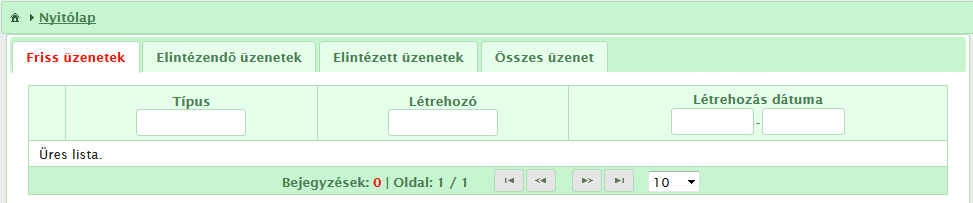 Nyitólap
Friss üzenetek Elintézendő üzenetek Elintézett üzenetek Összes üzenet
Típus Létrehozó Létrehozás dátuma
-
Üres lista.
Bejegyzések: 0 | Oldal: 1 / 1 10